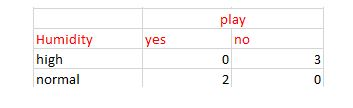 play
Humidity yes no
high 0 3
normal 2 0